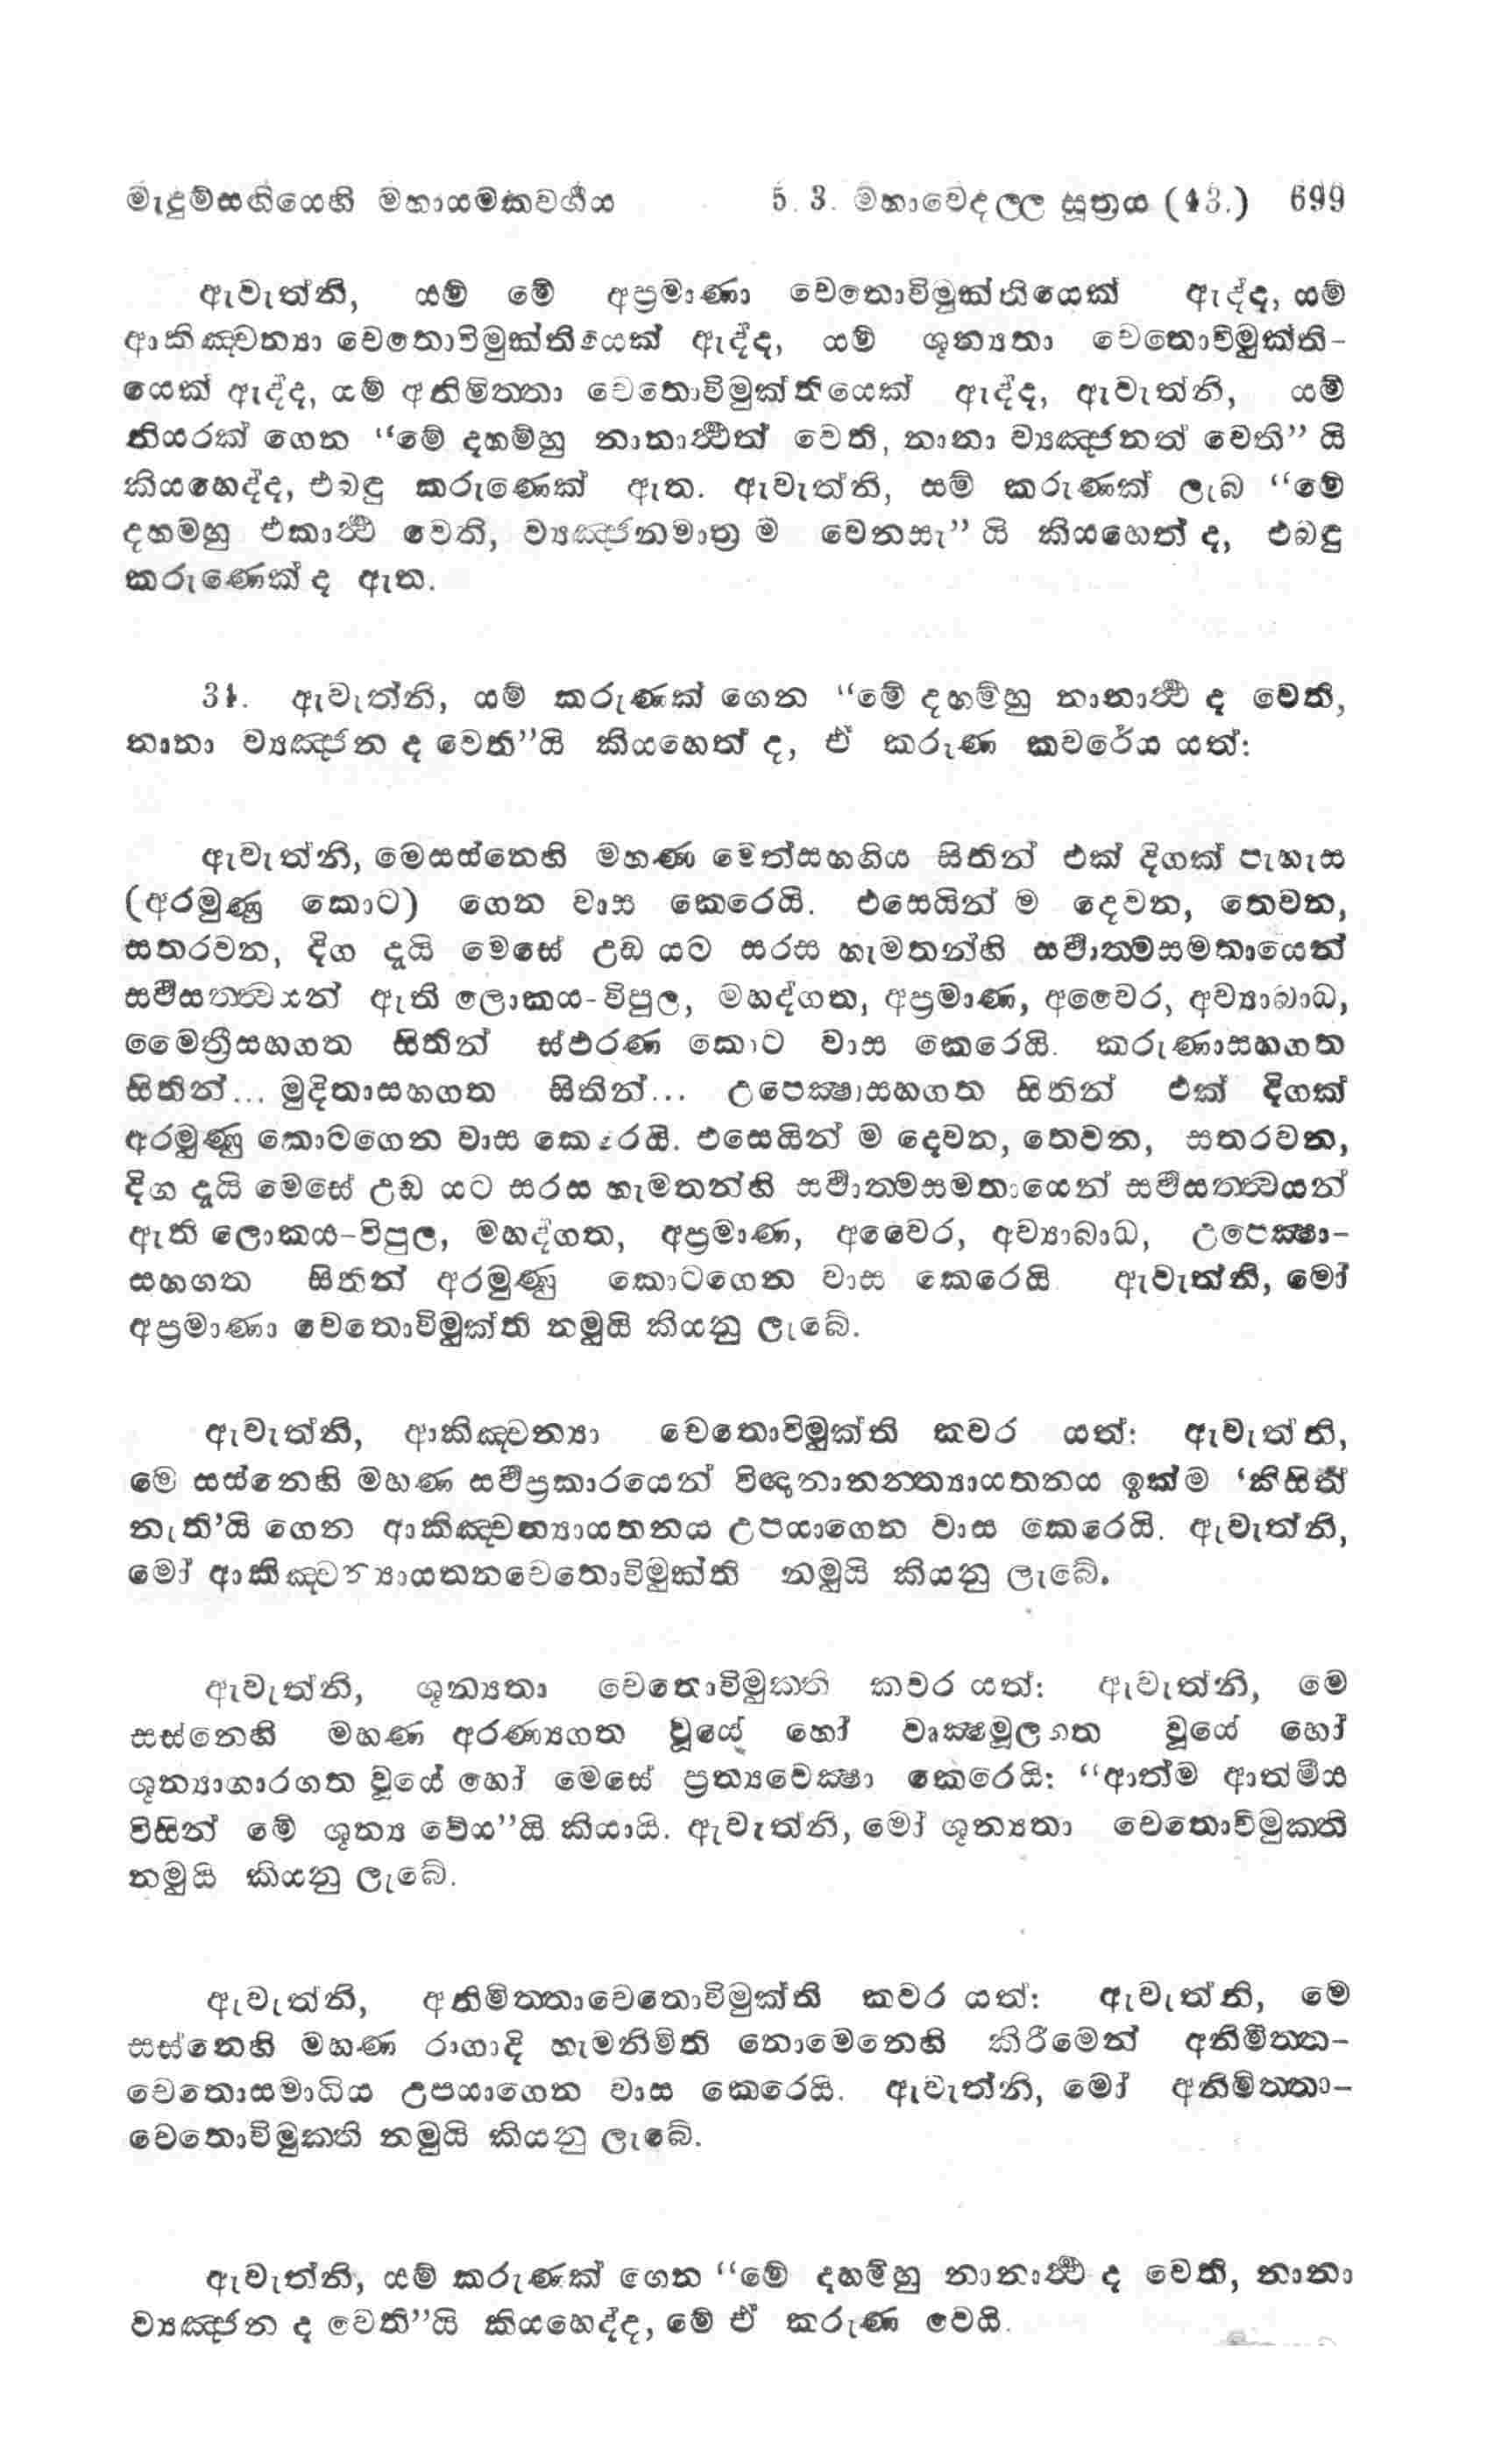 මැදුම්සඟියෙහි මහායමකවර්‍ගය 5. 3. මහාවෙදල්ල සූත්‍රය (43.) 699
ඇවැත්නි, යම් මේ අප්‍රමාණා චෙතොවිමුක්තියෙක් ඇද්ද, යම්
ආකිඤ්චන්‍යා චෙතොවිමුක්තියෙක් ඇද්ද, යම් ශූන්‍යතා චෙතොවිමුක්ති-
යෙක් ඇද්ද, යම් අනිමිත්තා චෙතොවිමුක්තියෙක් ඇද්ද, ඇවැත්නි, යම්
නියරක් ගෙන “මේ දහම්හු නානාර්‍ථත් වෙති, නානා ව්‍යඤ්ජනත් වෙති” යි
කියහෙද්ද, එබඳු කරුණෙක් ඇත. ඇවැත්නි, යම් කරුණක් ලැබ “මේ
දහමහු එකාර්‍ථ වෙති, ව්‍යඤ්ජනමාත්‍ර ම වෙනසැ” යි කියහෙත් ද, එබඳු
කරුණෙක් ද ඇත.
34. ඇවැත්නි, යම් කරුණක් ගෙන “මේ දහම්හු නානාර්‍ථ ද වෙති,
නානා ව්‍යඤ්ජන ද වෙති”යි කියහෙත් ද, ඒ කරුණ කවරේය යත්:
ඇවැත්නි, මෙසස්නෙහි මහණ මෙත්සහගිය සිතින් එක් දිගක් පැහැස
(අරමුණු කොට) ගෙන වාස කෙරෙයි. එසෙයින් ම දෙවන, තෙවන,
සතරවන, දිග දූයි මෙසේ උඩ යට සරස හැමතන්හි සර්‍වාත්මසමතායෙන්
සර්‍වසත්ත්වයන් ඇති ලොකය-විපුල, මහද්ගත, අප්‍රමාණ, අවෛර, අව්‍යාබාධ,
මෛත්‍රීසහගත සිතින් ස්ඵරණ කොට වාස කෙරෙයි. කරුණාසහගත
සිතින්... මුදිතාසහගත සිතින්... උපෙක්‍ෂාසහගත සිතින් එක් දිගක්
අරමුණු කොටගෙන වාස කෙරෙයි. එසෙයින් ම දෙවන, තෙවන, සතරවන,
දිග දූයි මෙසේ උඩ යට සරස හැමතන්හි සර්‍වාත්මසමතායෙන් සර්‍වසත්ත්වයන්
ඇති ලොකය-විපුල, මහද්ගත, අප්‍රමාණ, අවෛර, අව්‍යාබාධ, උපෙක්‍ෂා-
සහගත සිතින් අරමුණු කොටගෙන වාස කෙරෙයි. ඇවැත්නි, මෝ
අප්‍රමාණා චෙතොවිමුක්ති නමුයි කියනු ලැබේ.
ඇවැත්නි, ආකිඤ්චන්‍යා චෙතොවිමුක්ති කවර යත්: ඇවැත්නි,
මෙ සස්නෙහි මහණ සර්‍වප්‍රකාරයෙන් විඥානානන්ත්‍යායතනය ඉක්ම ‘කිසිත්
නැති’යි ගෙන ආකිඤ්චන්‍යායතනය උපයාගෙන වාස කෙරෙයි. ඇවැත්නි,
මෝ ආකිඤ්චන්‍යායතනචෙතොවිමුක්ති නමුයි කියනු ලැබේ.
ඇවැත්නි, ශූන්‍යතා චෙතොවිමුක්ති කවර යත්: ඇවැත්නි, මෙ
සස්නෙහි මහණ අරණ්‍යගත වූයේ හෝ වෘක්‍ෂමූලගත වූයේ හෝ
ශූන්‍යාගාරගත වූයේ හෝ මෙසේ ප්‍රත්‍යවෙක්‍ෂා කෙරෙයි: “ආත්ම ආත්මීය
විසින් මේ ශූන්‍ය වේය”යි කියායි. ඇවැත්නි, මෝ ශූන්‍යතා චෙතොවිමුක්ති
නමුයි කියනු ලැබේ.
ඇවැත්නි, අනිමිත්තාචෙතොවිමුක්ති කවර යත්: ඇවැත්නි, මෙ
සස්නෙහි මහණ රාගාදි හැමනිමිති නොමෙනෙහි කිරීමෙන් අනිමිත්ත-
චෙතොසමාධිය උපයාගෙන වාස කෙරෙයි. ඇවැත්නි, මෝ අනිමිත්තා-
චෙතොවිමුක්ති නමුයි කියනු ලැබේ.
ඇවැත්නි, යම් කරුණක් ගෙන “මේ දහම්හු නානාර්‍ථ ද වෙති, නානා
ව්‍යඤ්ජන ද වෙති”යි කියහෙද්ද, මේ ඒ කරුණ වෙයි.